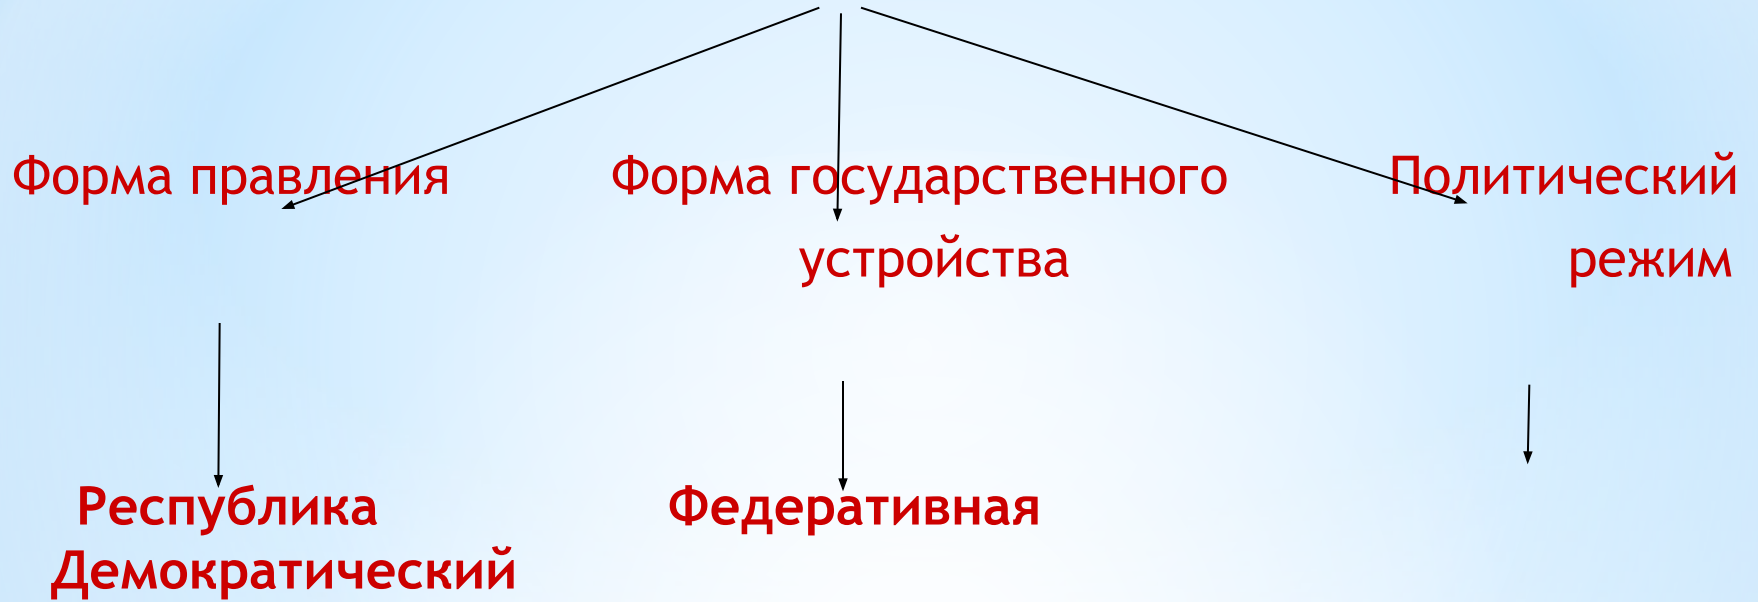 Форма правления Форма государственного Политический
устройства режим
Республика Федеративная
Демократический